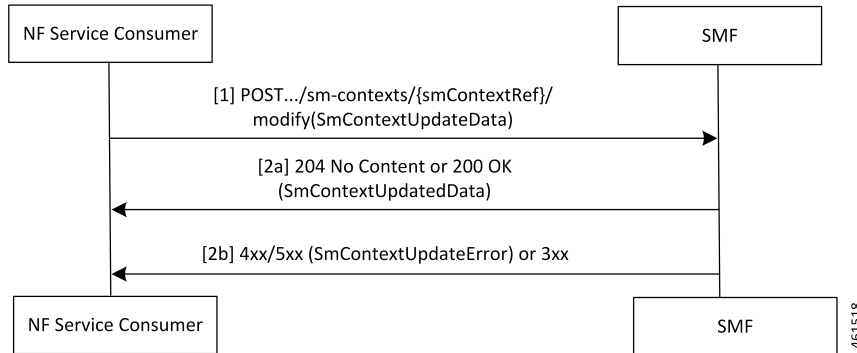 NF Service Consumer
SMF
[1] POST.../sm-contexts/{smContextRef}/
modify(SmContextUpdateData)
[2a] 204 No Content or 200 OK
(SmContextUpdatedData)
[2b] 4xx/5xx (SmContextUpdateError) or 3xx
NF Service Consumer
SMF
461518